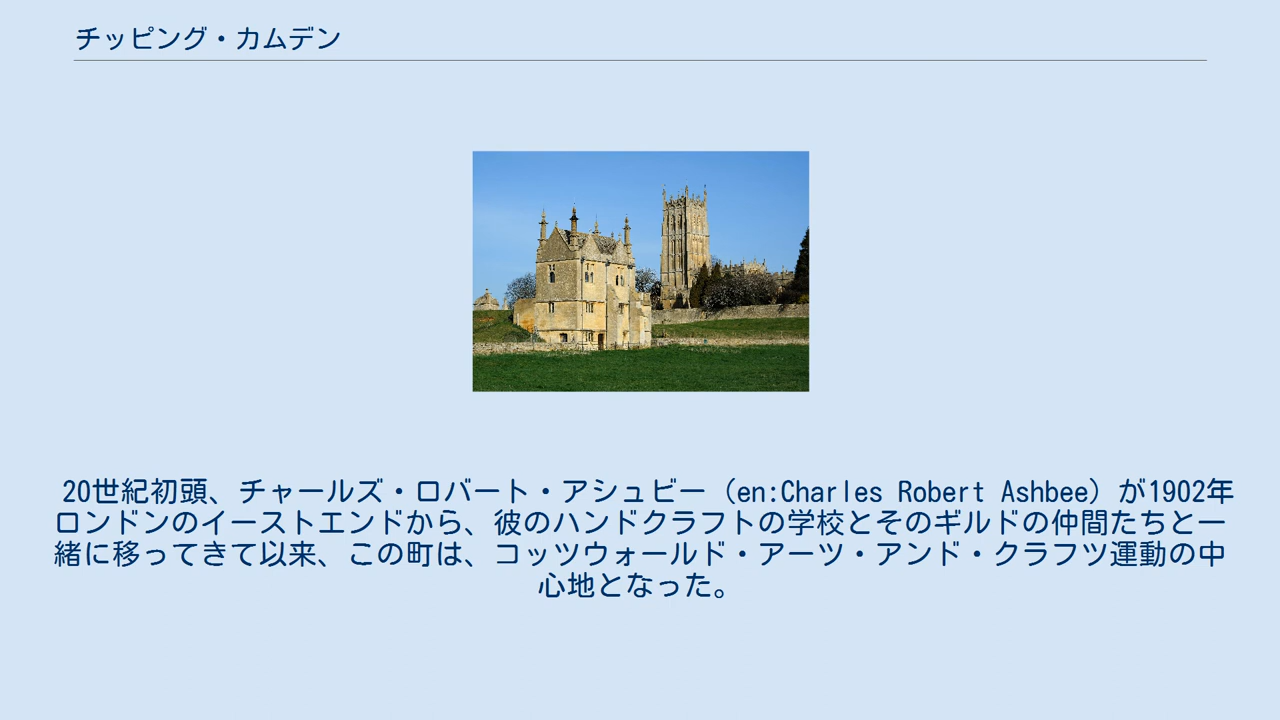 チッピング・カムデン
20世紀初頭、チャールズ・ロバート・アシュビー（en:Charles Robert Ashbee）が1902年
ロンドンのイーストエンドから、彼のハンドクラフトの学校とそのギルドの仲間たちと一
緒に移ってきて以来、この町は、コッツウォールド・アーツ・アンド・クラフツ運動の中
心地となった。